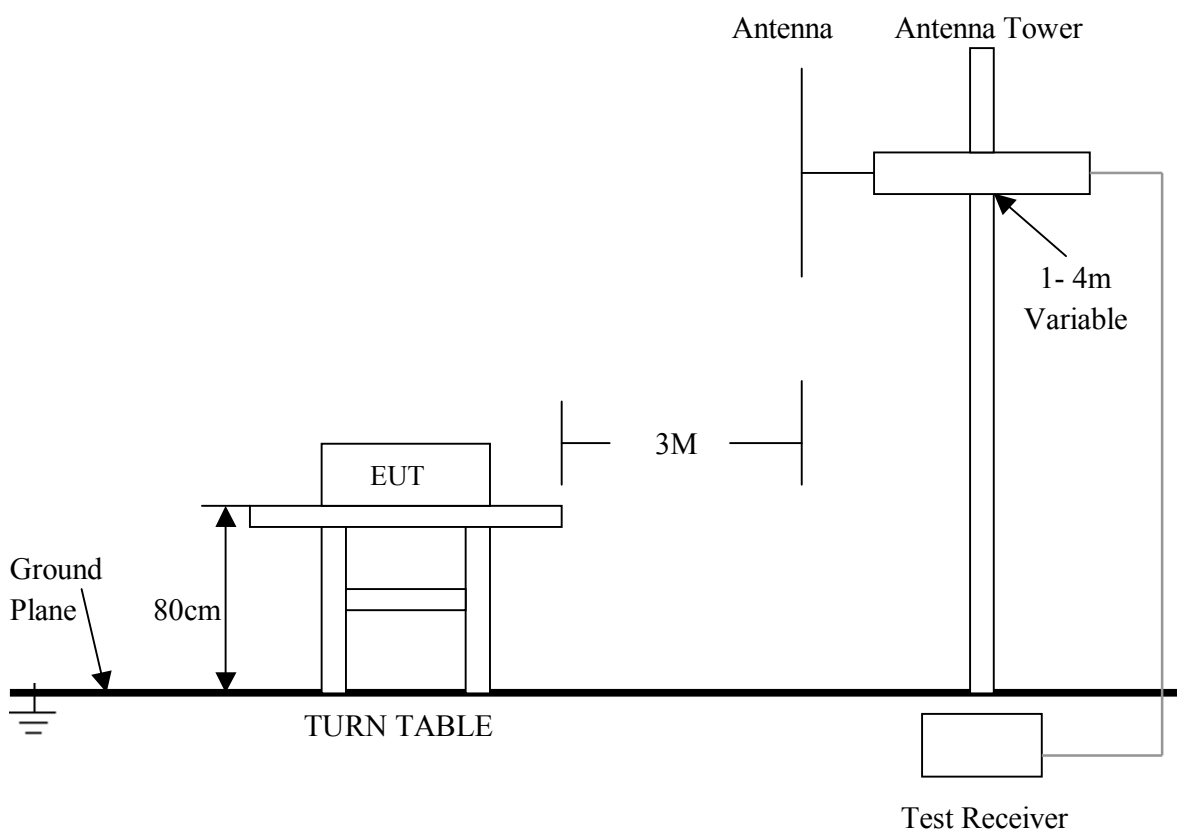 Antenna
Antenna Tower
1- 4m
Variable
3M
EUT
Ground
Plane
80cm
TURN TABLE
Test Receiver